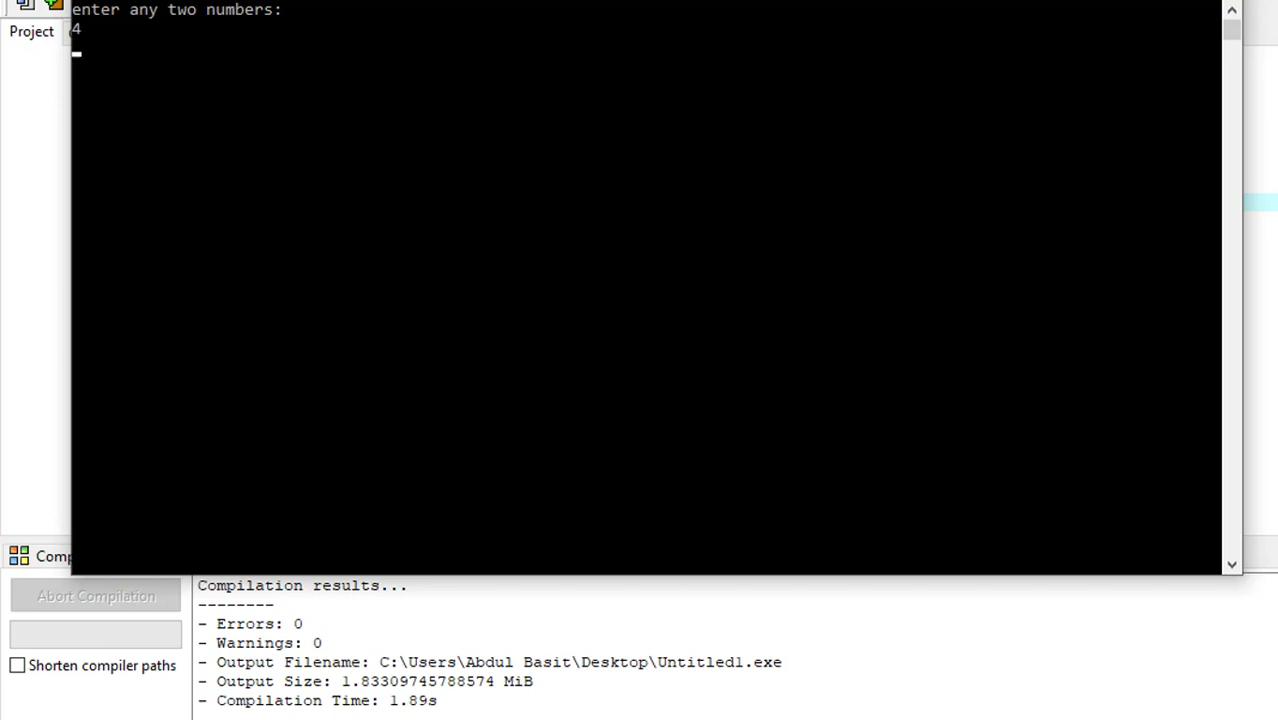 enter any two numbers:
4
Project
Comp
Abort Compilation
Shorten compiler paths
Compilation results...
--------
- Errors: 0
- Warnings: 0
- Output Filename: C:\Users\Abdul Basit\Desktop\Untitled1.exe
- Output Size: 1.83309745788574 MiB
- Compilation Time: 1.89s